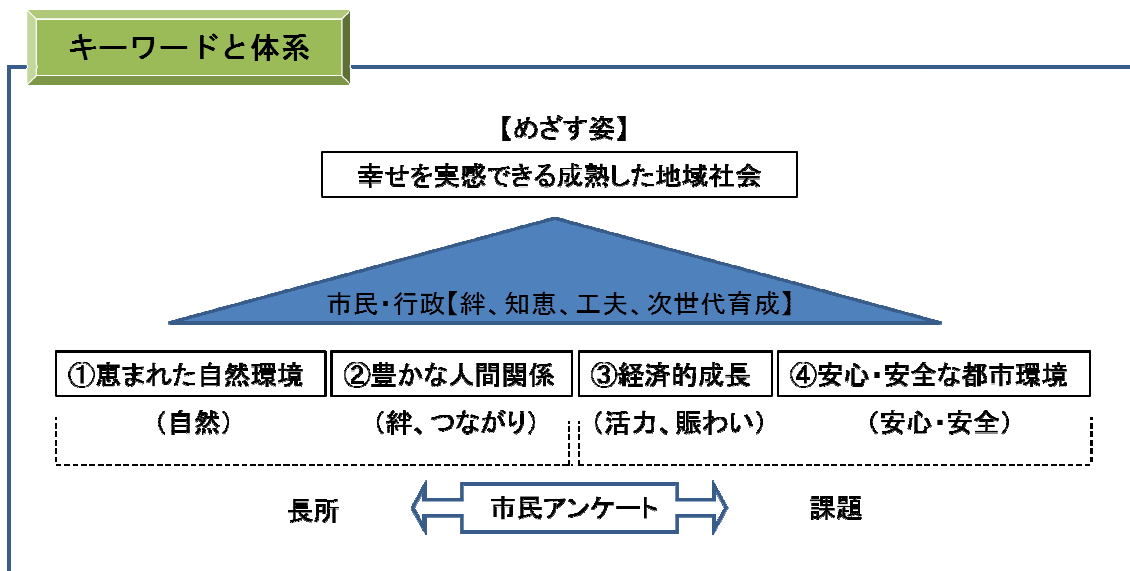 キーワードと体系
【めざす姿】
幸せを実感できる成熟した地域社会
市民・行政【絆、知恵、工夫、次世代育成】
①恵まれた自然環境 ②豊かな人間関係 ③経済的成長 ④安心・安全な都市環境
（自然） （絆、つながり） （活力、賑わい） （安心・安全）
長所 市民アンケート 課題